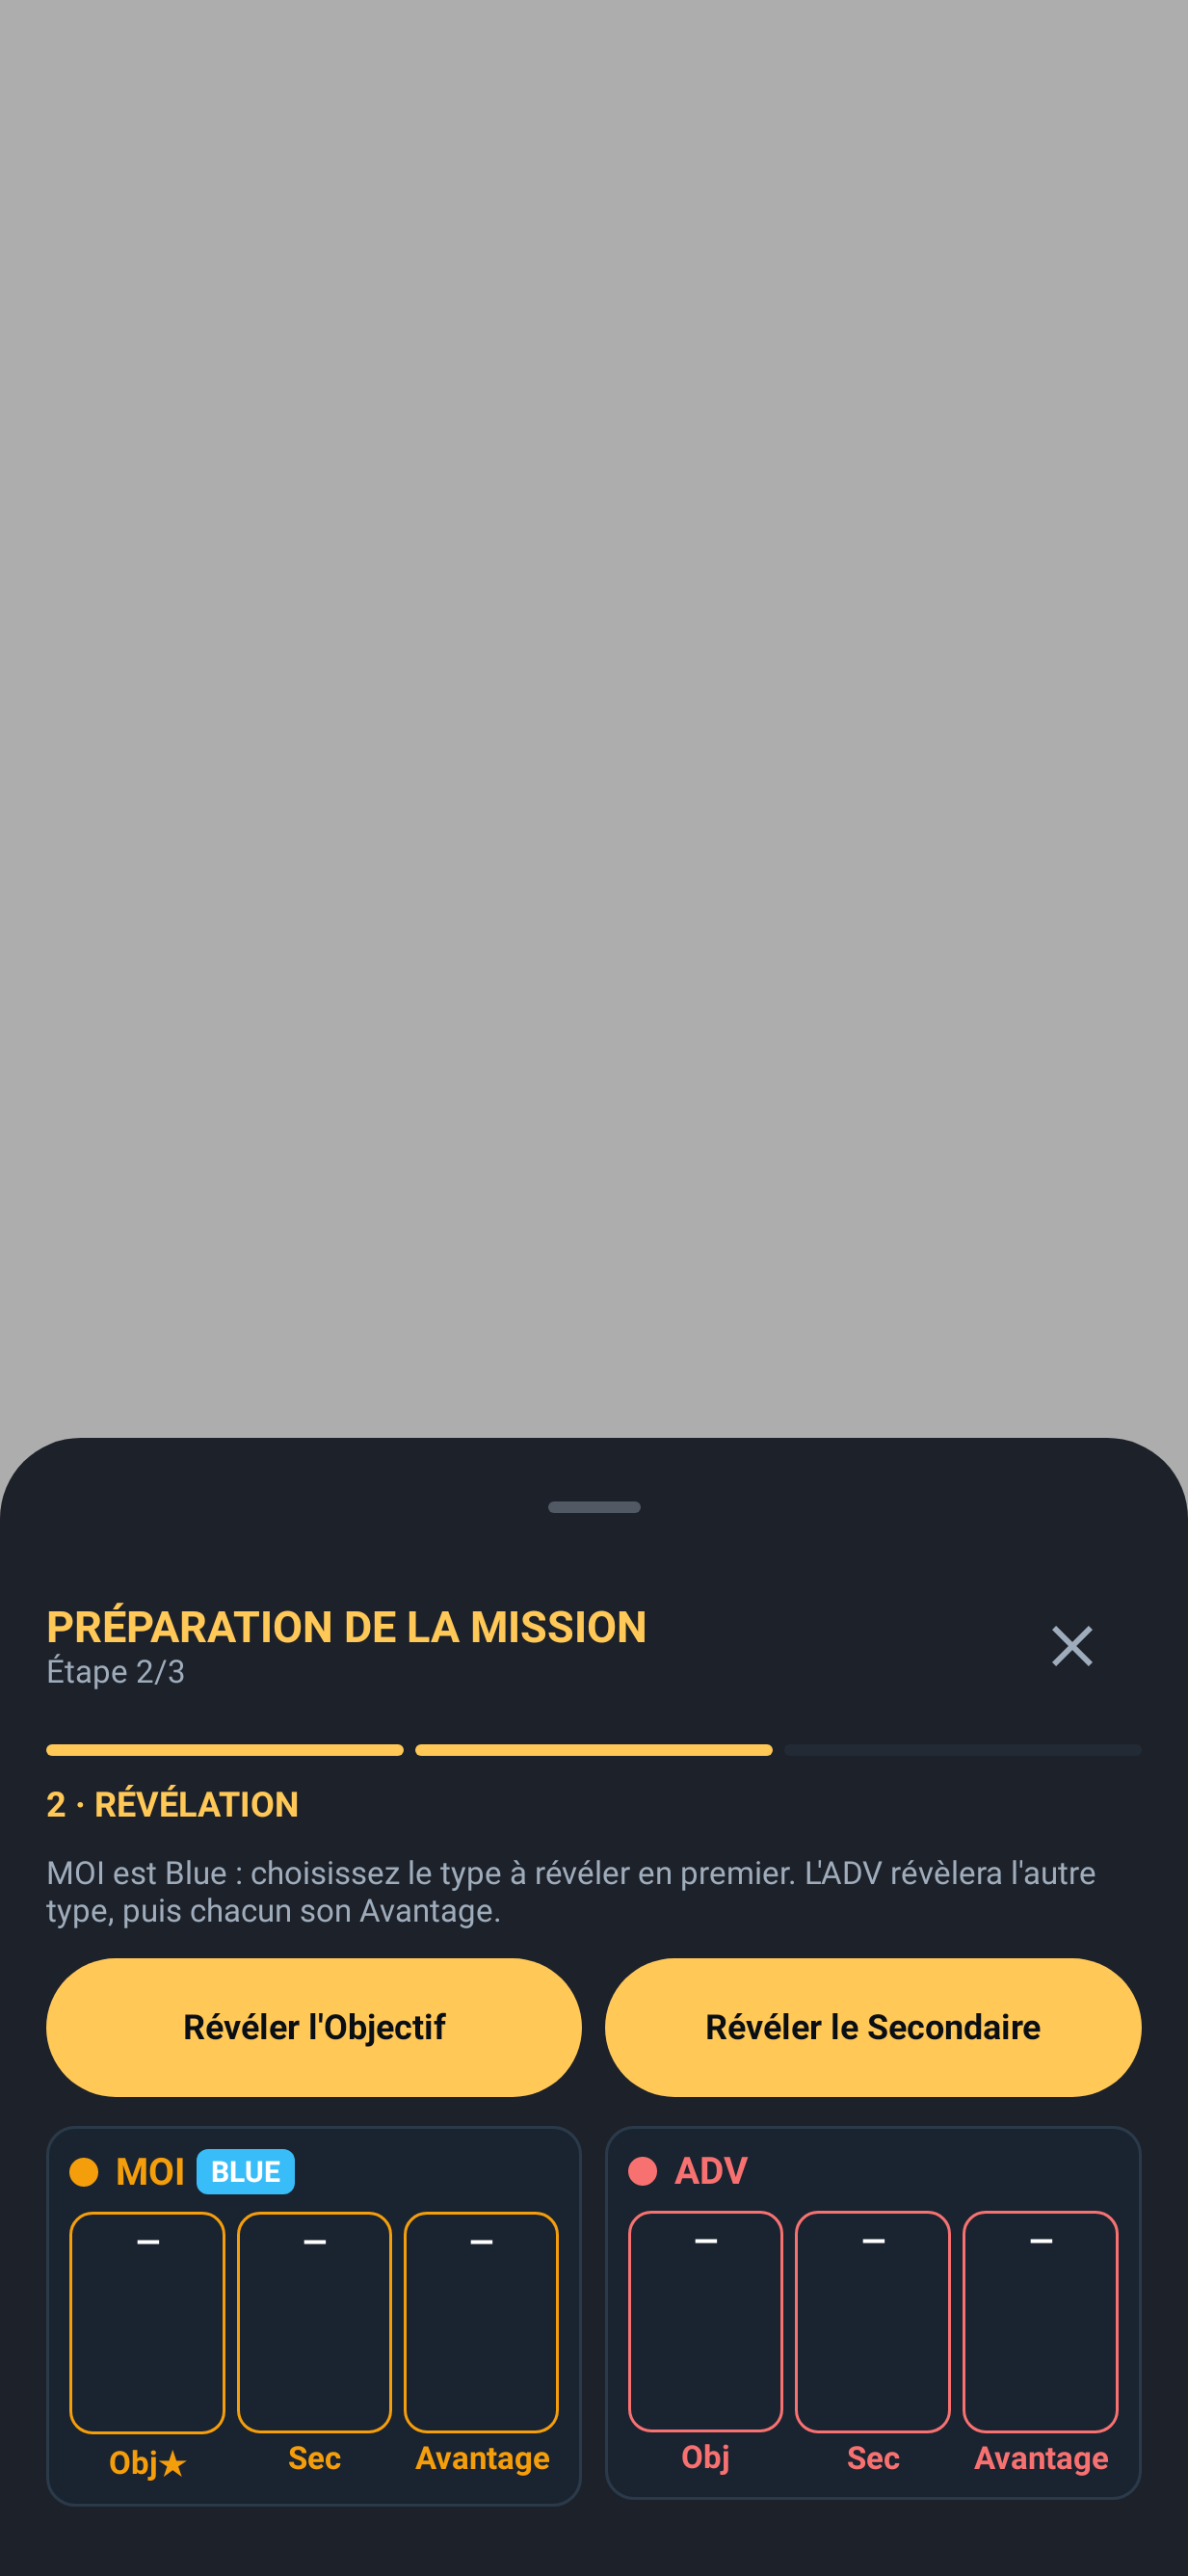 PRÉPARATION DE LA MISSION
Étape 2/3
2 · RÉVÉLATION
MOI est Blue : choisissez le type à révéler en premier. L'ADV révèlera l'autre
type, puis chacun son Avantage.
Révéler l'Objectif
Révéler le Secondaire
MOI BLUE
– – –
Obj★ Sec Avantage
ADV
– – –
Obj Sec Avantage